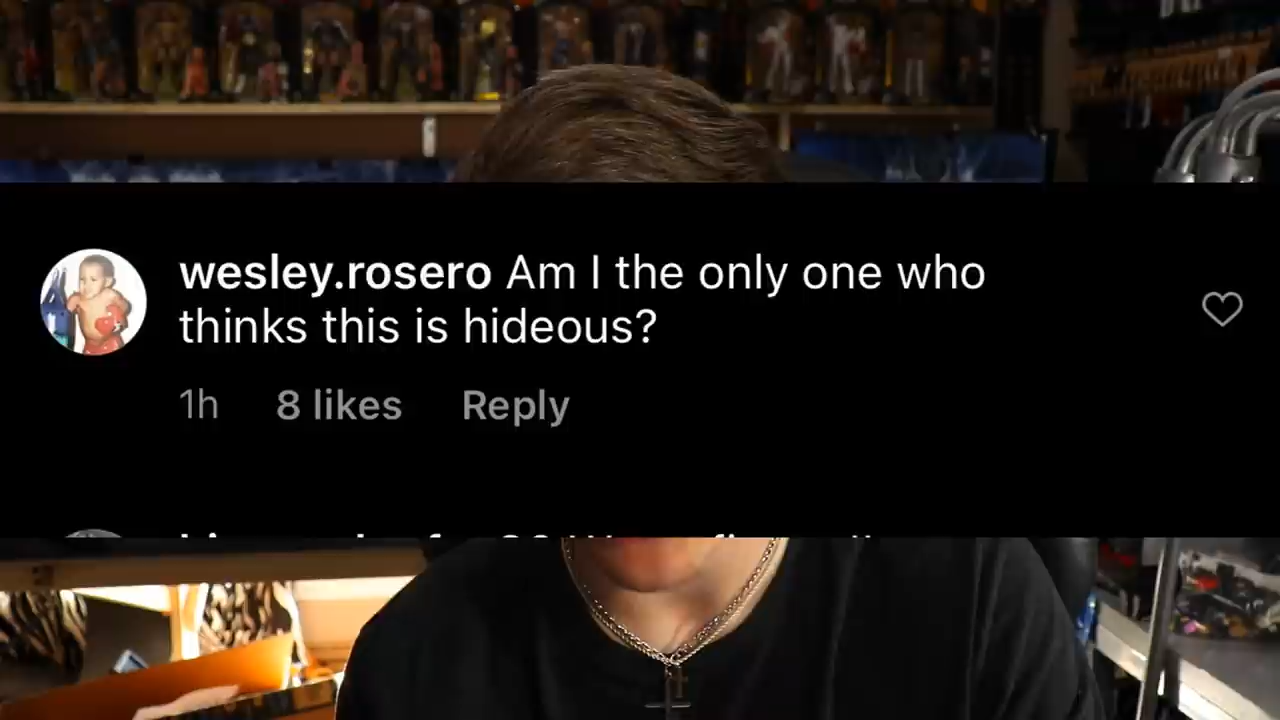 wesley.rosero Am I the only one who
thinks this is hideous?
1h 8 likes Reply